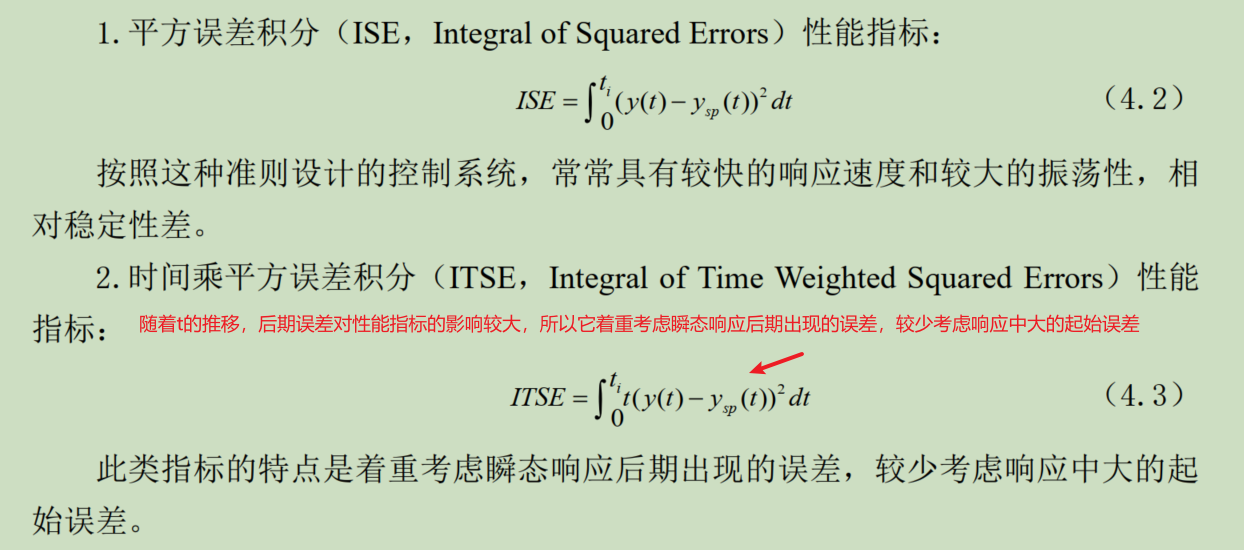 1.平方误差积分（ISE，Integral of Squared Errors）性能指标：
ISE = ∫₀^{t_i} (y(t) − y_{sp}(t))² dt （4.2）
按照这种准则设计的控制系统，常常具有较快的响应速度和较大的振荡性，相
对稳定性差。
2.时间乘平方误差积分（ITSE，Integral of Time Weighted Squared Errors）性能
指标： 随着t的推移，后期误差对性能指标的影响较大，所以它着重考虑瞬态响应后期出现的误差，较少考虑响应中大的起始误差
ITSE = ∫₀^{t_i} t(y(t) − y_{sp}(t))² dt （4.3）
此类指标的特点是着重考虑瞬态响应后期出现的误差，较少考虑响应中大的起
始误差。